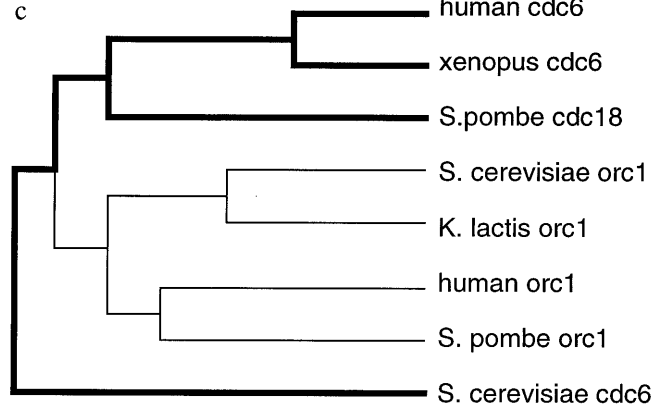 c
human cdc6
xenopus cdc6
S.pombe cdc18
S. cerevisiae orc1
K. lactis orc1
human orc1
S. pombe orc1
S. cerevisiae cdc6